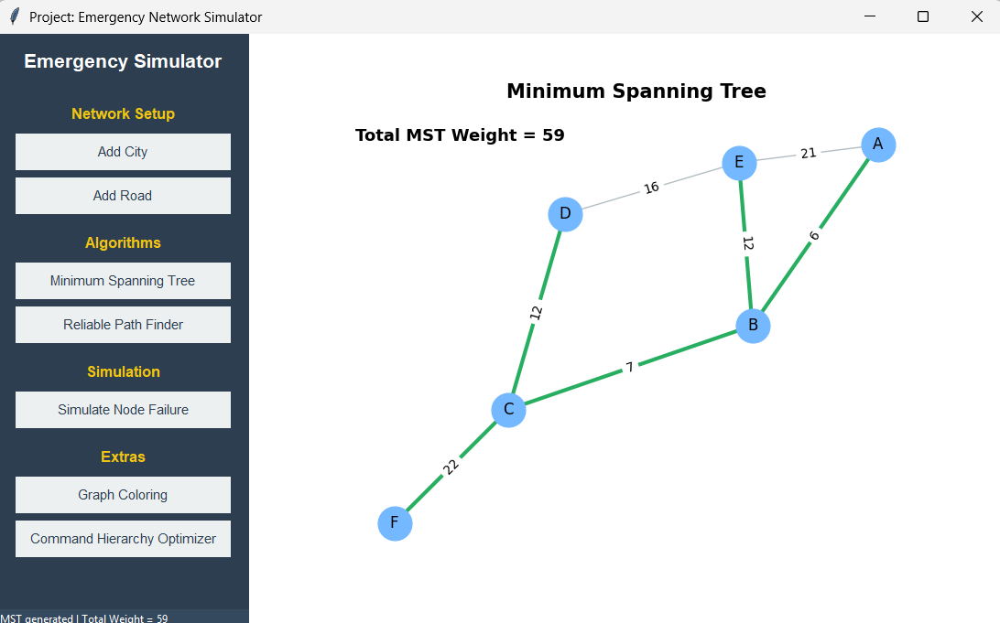 Project: Emergency Network Simulator
Emergency Simulator
Network Setup
Add City
Add Road
Algorithms
Minimum Spanning Tree
Reliable Path Finder
Simulation
Simulate Node Failure
Extras
Graph Coloring
Command Hierarchy Optimizer
MST generated | Total Weight = 59
Minimum Spanning Tree
Total MST Weight = 59
A
21
E
16
D
12
6
12
B
7
C
22
F